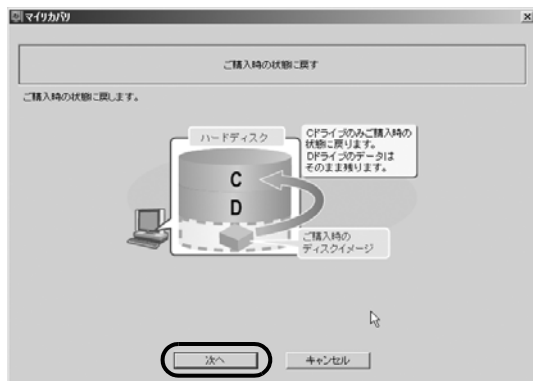 マイリカバリ
ご購入時の状態に戻す
ご購入時の状態に戻します。
ハードディスク
Cドライブのみご購入時の
状態に戻ります。
Dドライブのデータは
そのまま残ります。
C
D
ご購入時の
ディスクイメージ
次へ
キャンセル